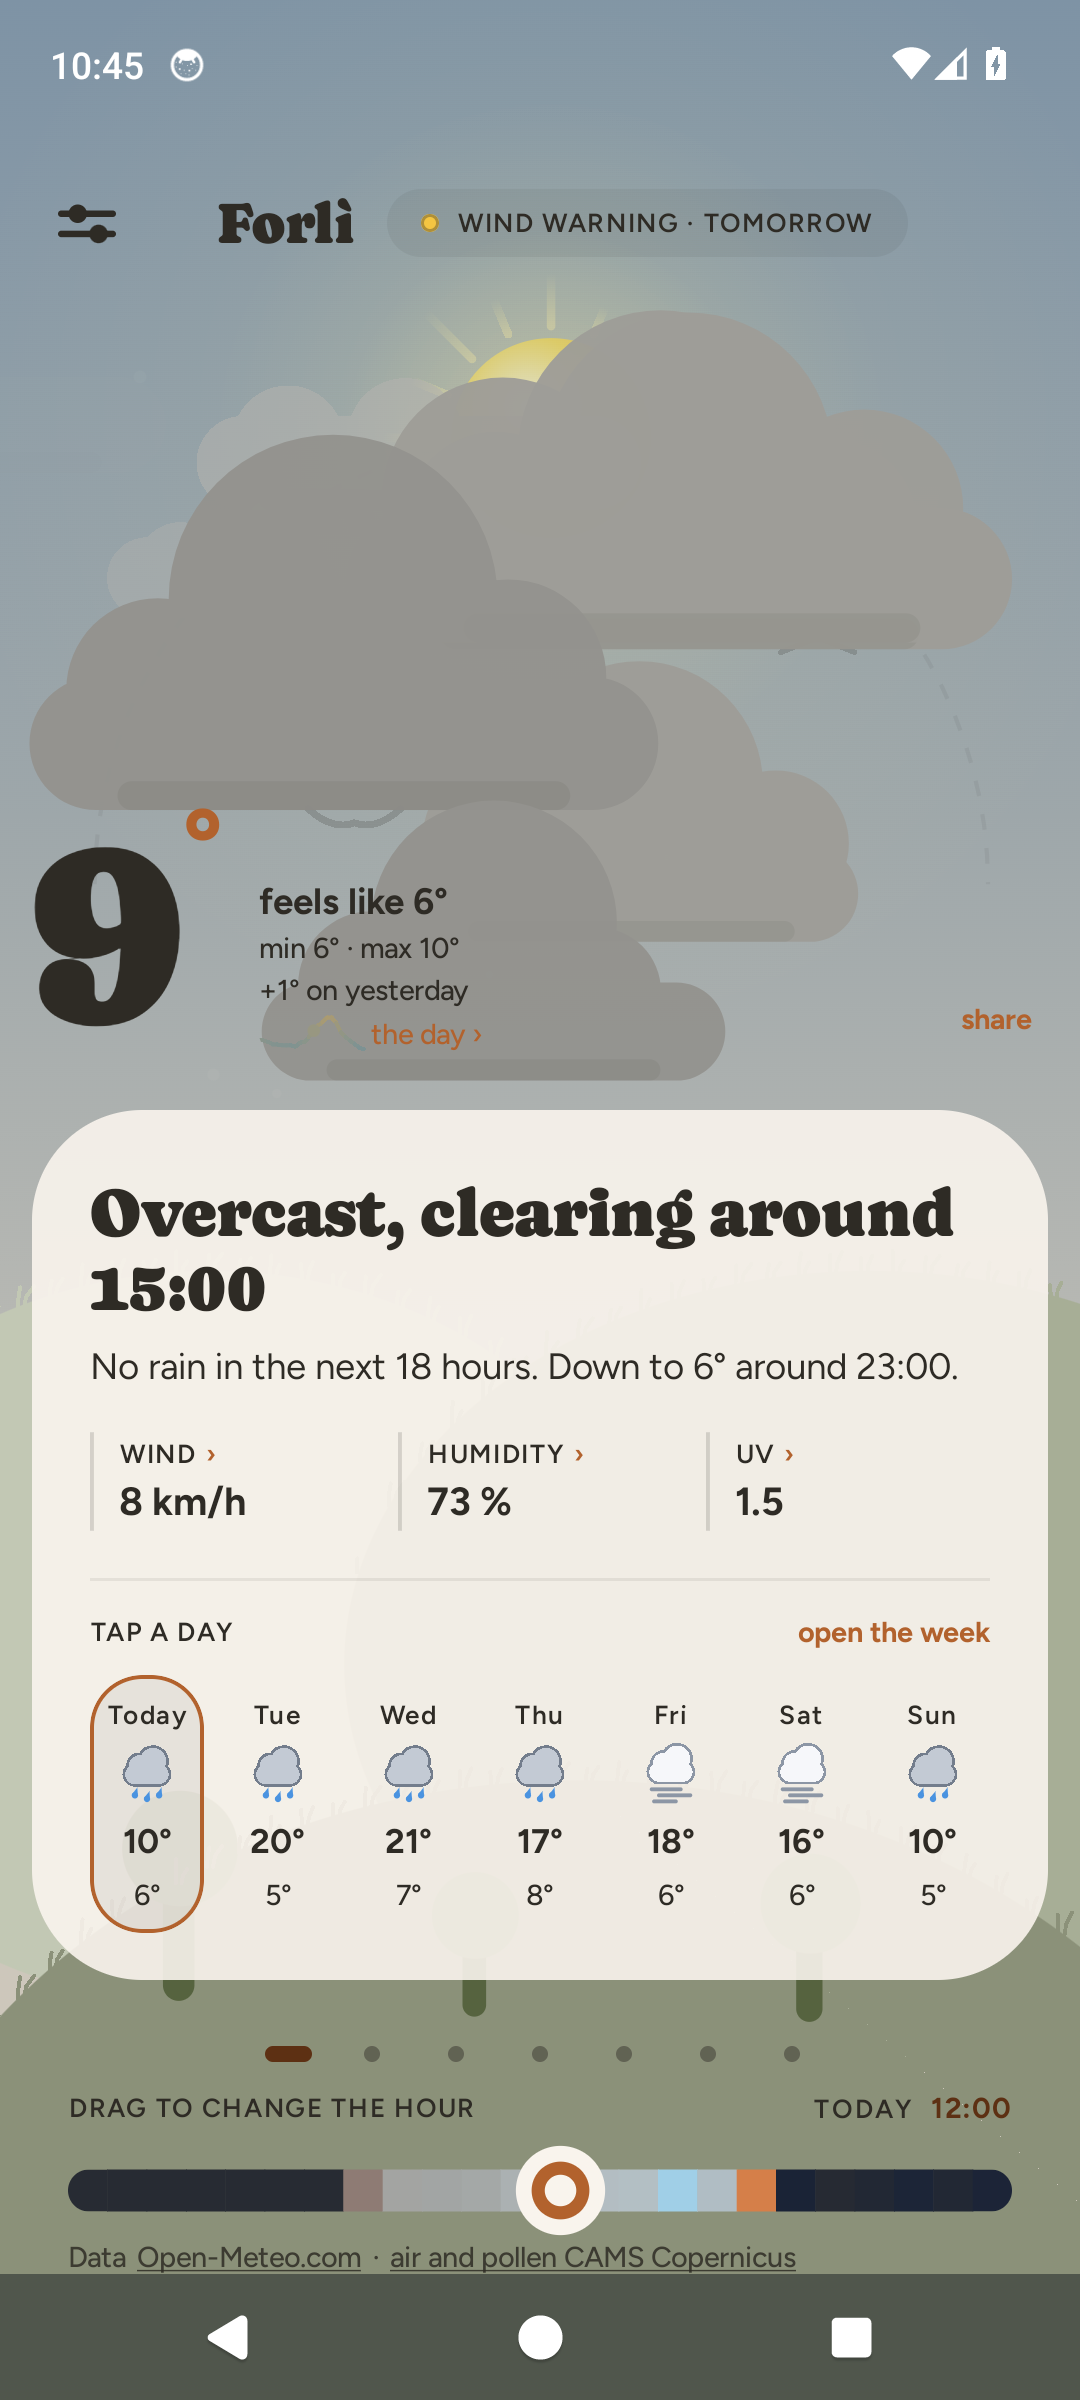 10:45
Forlì
WIND WARNING · TOMORROW
9°
feels like 6°
min 6° · max 10°
+1° on yesterday
the day ›
share
Overcast, clearing around
15:00
No rain in the next 18 hours. Down to 6° around 23:00.
WIND › HUMIDITY › UV ›
8 km/h 73 % 1.5
TAP A DAY open the week
Today Tue Wed Thu Fri Sat Sun
10° 20° 21° 17° 18° 16° 10°
6° 5° 7° 8° 6° 6° 5°
DRAG TO CHANGE THE HOUR TODAY 12:00
Data Open-Meteo.com · air and pollen CAMS Copernicus